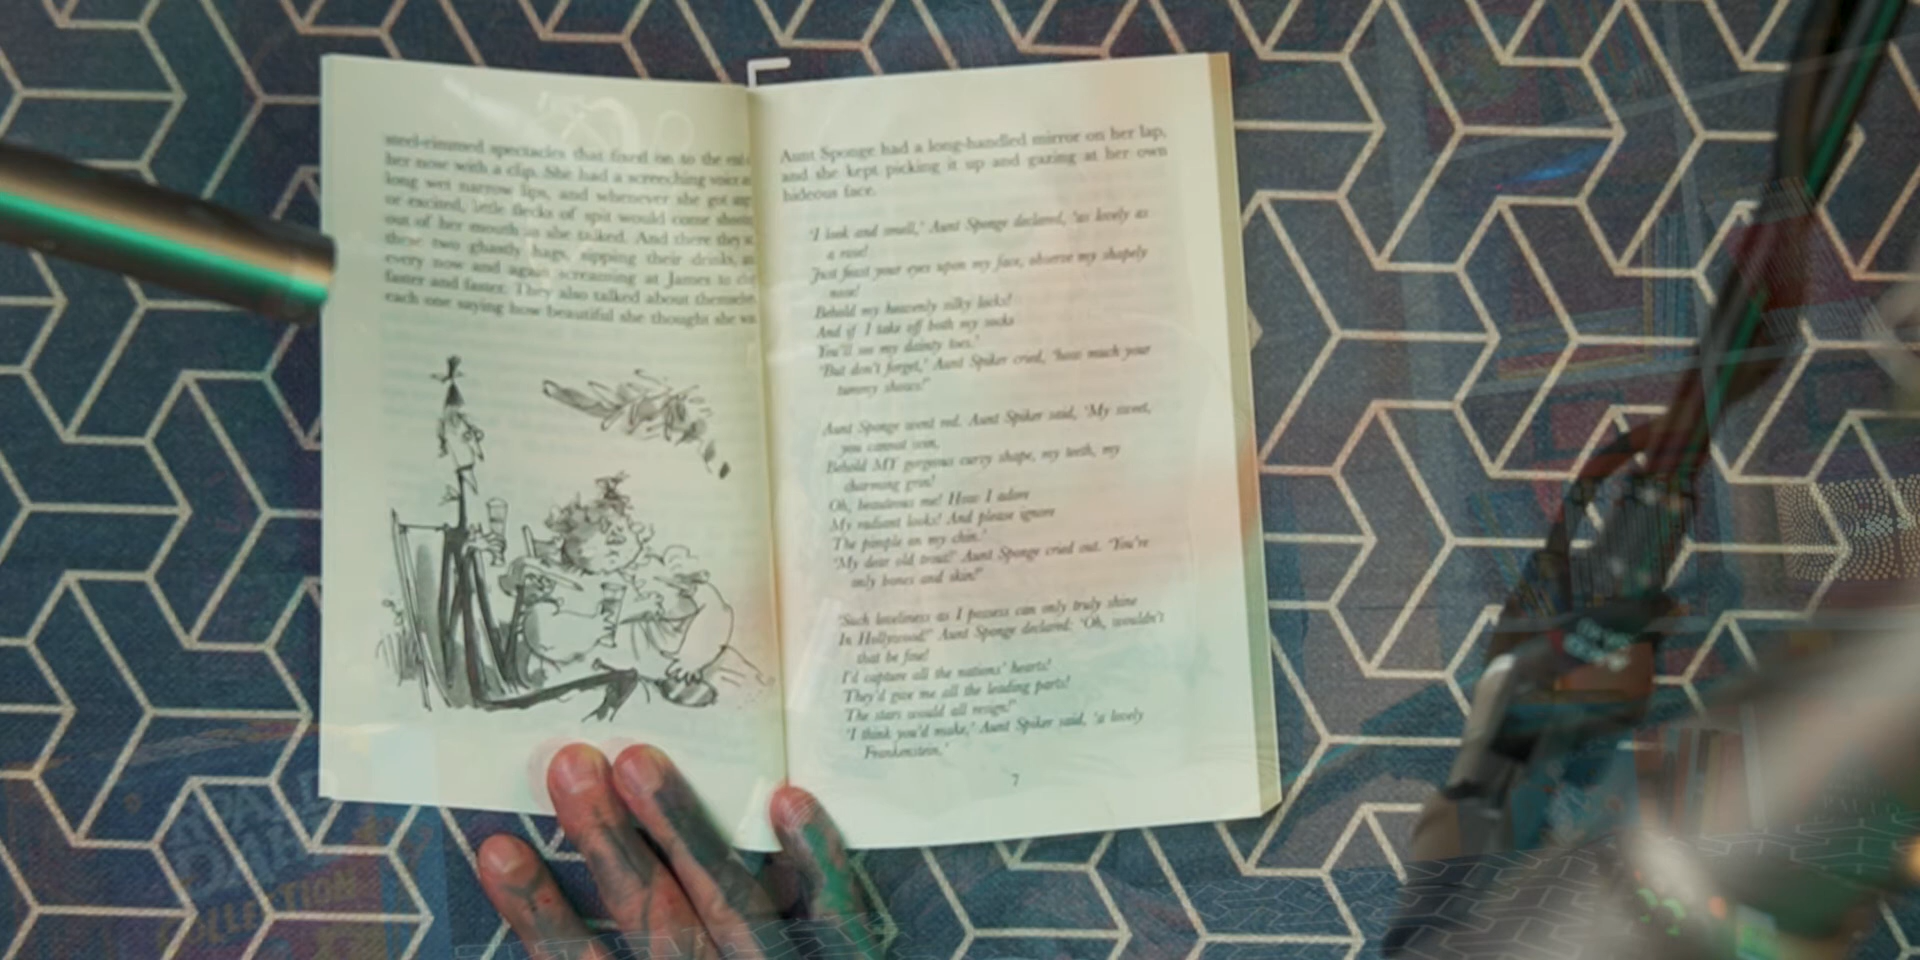 steel-rimmed spectacles that fixed on to the end
her nose with a clip. She had a screeching voice
long wet narrow lips, and whenever she got
or excited, little flecks of spit would come
out of her mouth as she talked. And there they
these two ghastly hags, sipping their drinks,
every now and again screaming at James to
faster and faster. They also talked about
each one saying how beautiful she thought she
Aunt Sponge had a long-handled mirror on her lap,
and she kept picking it up and gazing at her own
hideous face.
'I look and smell,' Aunt Sponge declared, 'as lovely as
a rose!
Just feast your eyes upon my face, observe my shapely
nose!
Behold my heavenly silky locks!
And if I take off both my socks
You'll see my dainty toes.'
'But don't forget,' Aunt Spiker cried, 'how much your
tummy shows!'
Aunt Sponge went red. Aunt Spiker said, 'My sweet,
you cannot win,
Behold MY gorgeous curvy shape, my teeth, my
charming grin!
Oh, beauteous me! How I adore
My radiant looks! And please ignore
The pimple on my chin.'
'My dear old trout!' Aunt Sponge cried out. 'You're
only bones and skin!'
'Such loveliness as I possess can only truly shine
In Hollywood!' Aunt Sponge declared: 'Oh, wouldn't
that be fine!
I'd capture all the nations' hearts!
They'd give me all the leading parts!
The stars would all resign!'
'I think you'd make,' Aunt Spiker said, 'a lovely
Frankenstein.'
7
ROALD
DAHL
COLLECTION